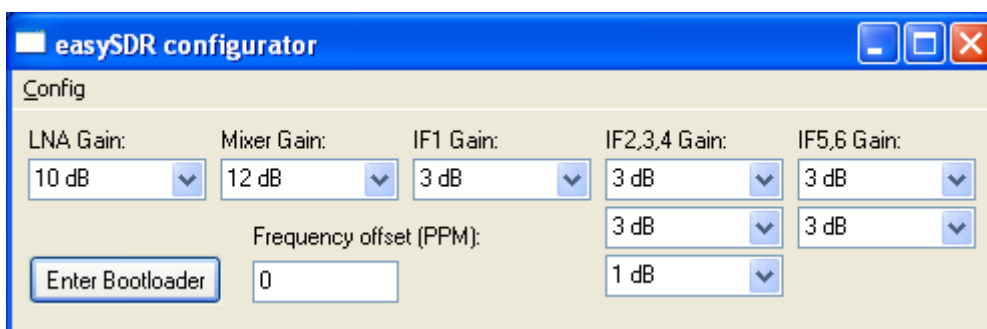 easySDR configurator
Config
LNA Gain: Mixer Gain: IF1 Gain: IF2,3,4 Gain: IF5,6 Gain:
10 dB 12 dB 3 dB 3 dB 3 dB
Frequency offset (PPM): 3 dB 3 dB
Enter Bootloader 0 1 dB